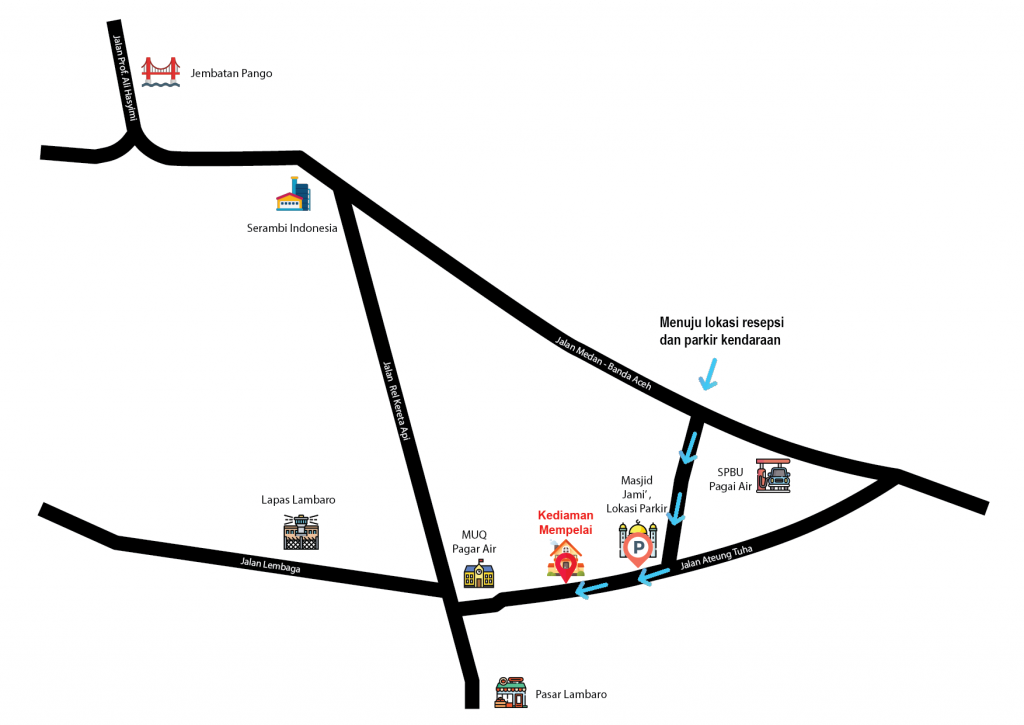 Jalan Prof. Ali Hasyimi
Jembatan Pango
Serambi Indonesia
Menuju lokasi resepsi
dan parkir kendaraan
Jalan Medan - Banda Aceh
Jalan Rel Kereta Api
SPBU
Pagai Air
Masjid
Jami',
Lokasi Parkir
P
Lapas Lambaro
Kediaman
Mempelai
MUQ
Pagar Air
Jalan Ateung Tuha
Jalan Lembaga
Pasar Lambaro